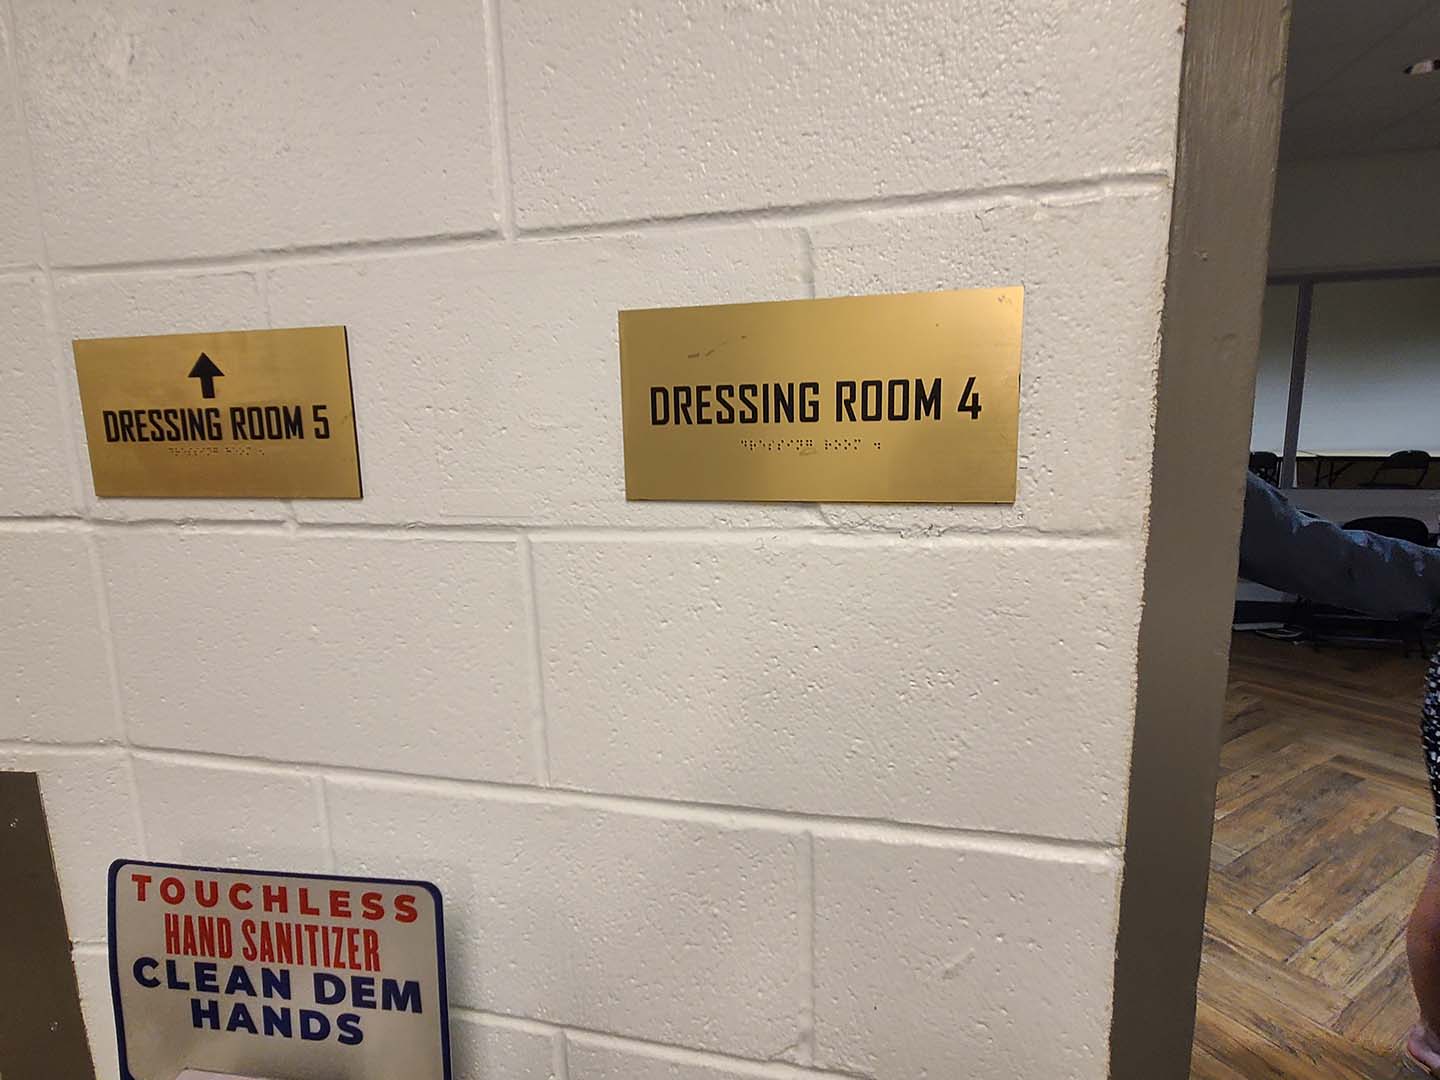 DRESSING ROOM 5
DRESSING ROOM 4
TOUCHLESS
HAND SANITIZER
CLEAN DEM
HANDS